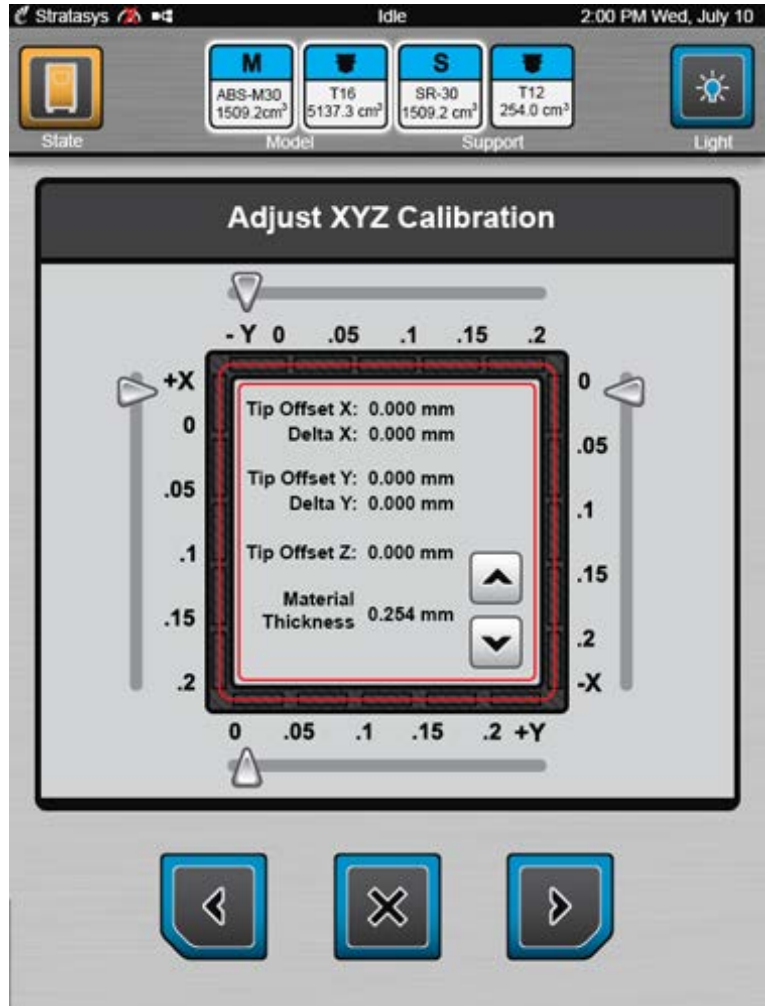 Stratasys Idle 2:00 PM Wed, July 10
M S
ABS-M30 T16 SR-30 T12
1509.2cm³ 5137.3 cm³ 1509.2 cm³ 254.0 cm³
State Model Support Light
Adjust XYZ Calibration
- Y 0 .05 .1 .15 .2
+X 0
0 .05
.05 .1
.1 .15
.15 .2
.2 -X
Tip Offset X: 0.000 mm
Delta X: 0.000 mm
Tip Offset Y: 0.000 mm
Delta Y: 0.000 mm
Tip Offset Z: 0.000 mm
Material
Thickness 0.254 mm
0 .05 .1 .15 .2 +Y